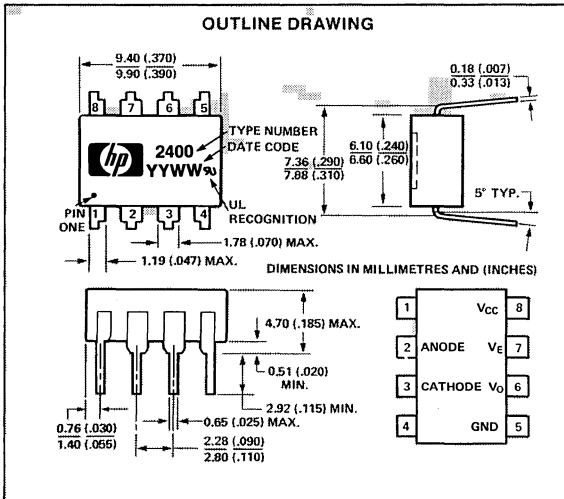 OUTLINE DRAWING
9.40 (.370)
9.90 (.390)
8 7 6 5
hp
2400
YYWW
TYPE NUMBER
DATE CODE
UL
RECOGNITION
PIN
ONE
1 2 3 4
1.78 (.070) MAX.
1.19 (.047) MAX.
0.18 (.007)
0.33 (.013)
7.36 (.290)
7.88 (.310)
6.10 (.240)
6.60 (.260)
5° TYP.
DIMENSIONS IN MILLIMETRES AND (INCHES)
4.70 (.185) MAX.
0.51 (.020)
MIN.
2.92 (.115) MIN.
0.65 (.025) MAX.
0.76 (.030)
1.40 (.055)
2.28 (.090)
2.80 (.110)
1 VCC 8
2 ANODE VE 7
3 CATHODE VO 6
4 GND 5